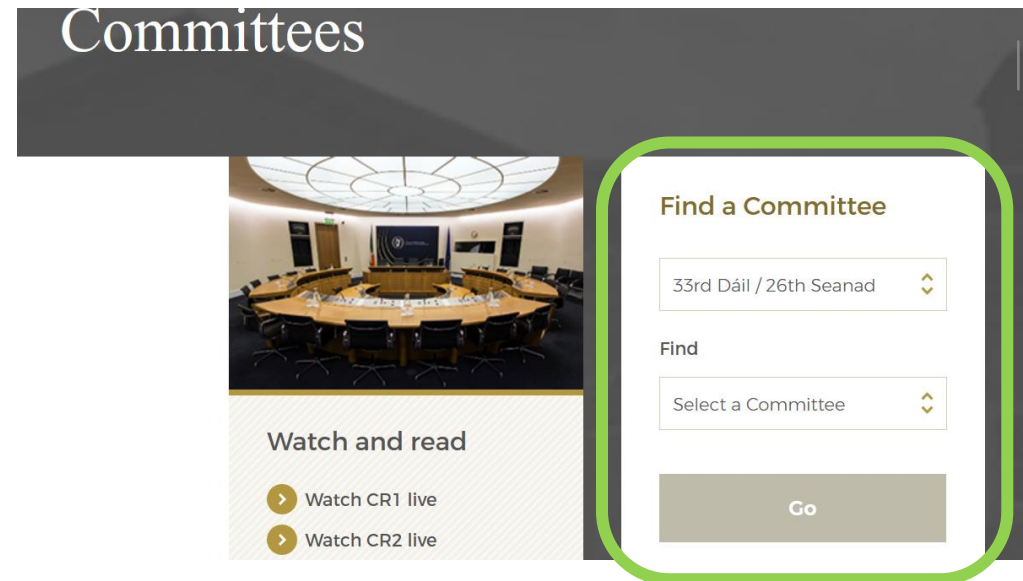 Committees
Find a Committee
33rd Dáil / 26th Seanad
Find
Select a Committee
Go
Watch and read
Watch CR1 live
Watch CR2 live